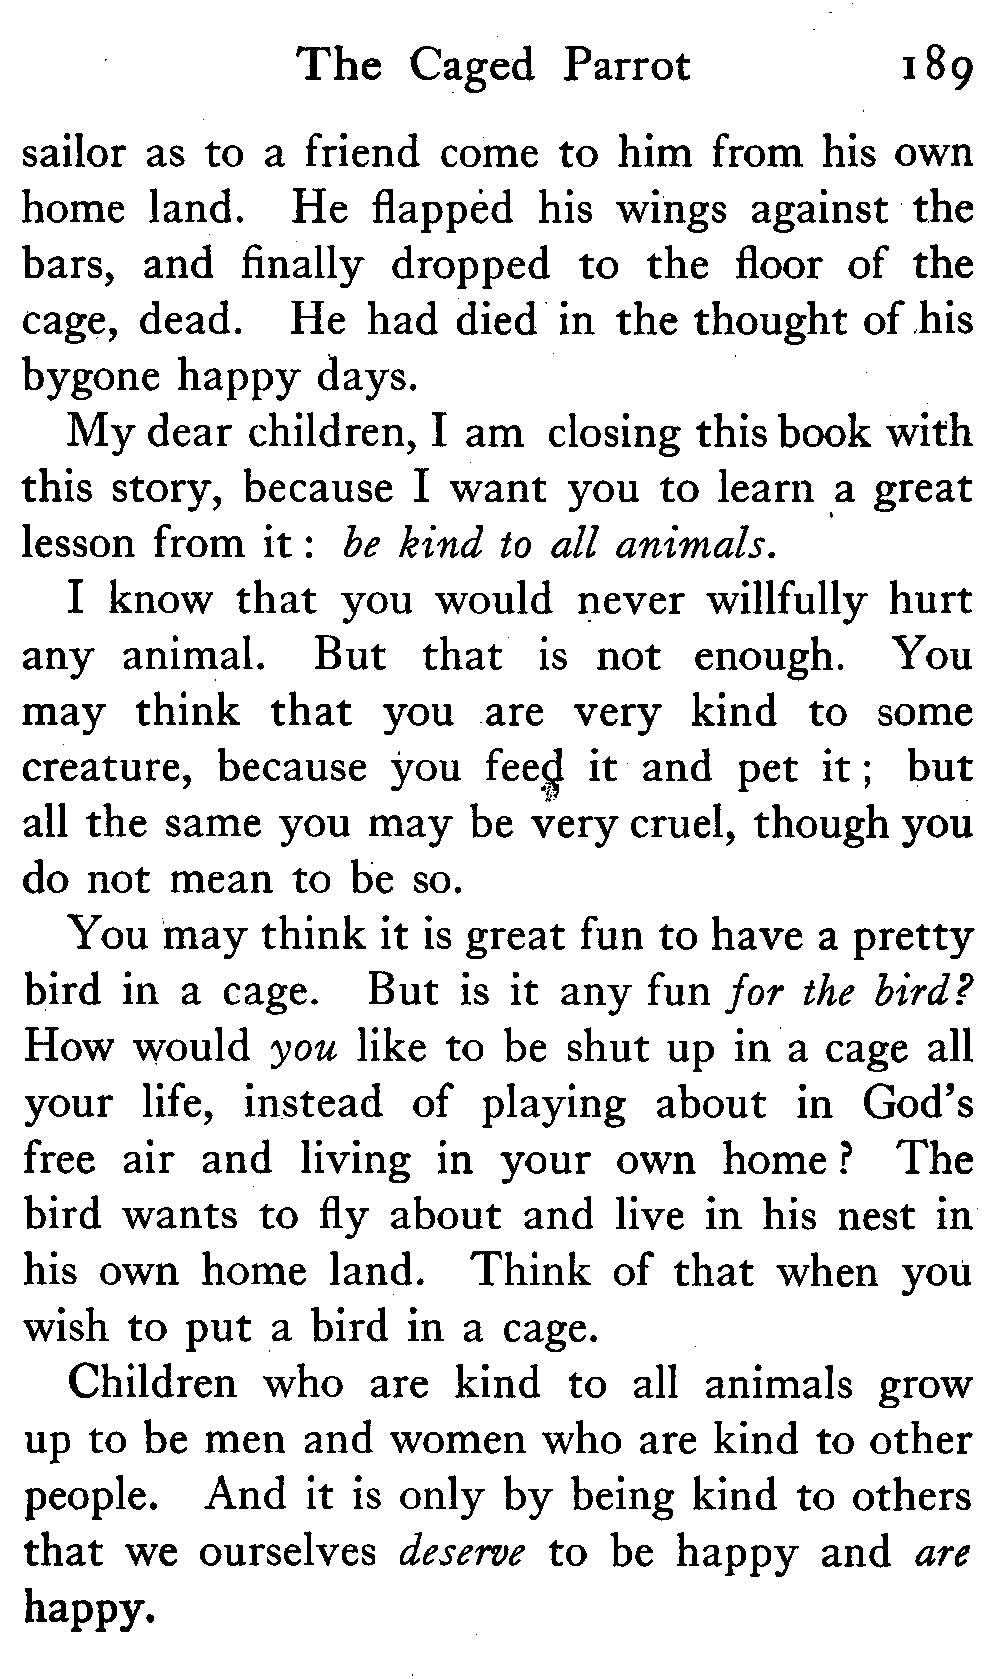 The Caged Parrot 189
sailor as to a friend come to him from his own
home land. He flapped his wings against the
bars, and finally dropped to the floor of the
cage, dead. He had died in the thought of his
bygone happy days.
My dear children, I am closing this book with
this story, because I want you to learn a great
lesson from it : be kind to all animals.
I know that you would never willfully hurt
any animal. But that is not enough. You
may think that you are very kind to some
creature, because you feed it and pet it ; but
all the same you may be very cruel, though you
do not mean to be so.
You may think it is great fun to have a pretty
bird in a cage. But is it any fun for the bird?
How would you like to be shut up in a cage all
your life, instead of playing about in God's
free air and living in your own home ? The
bird wants to fly about and live in his nest in
his own home land. Think of that when you
wish to put a bird in a cage.
Children who are kind to all animals grow
up to be men and women who are kind to other
people. And it is only by being kind to others
that we ourselves deserve to be happy and are
happy.